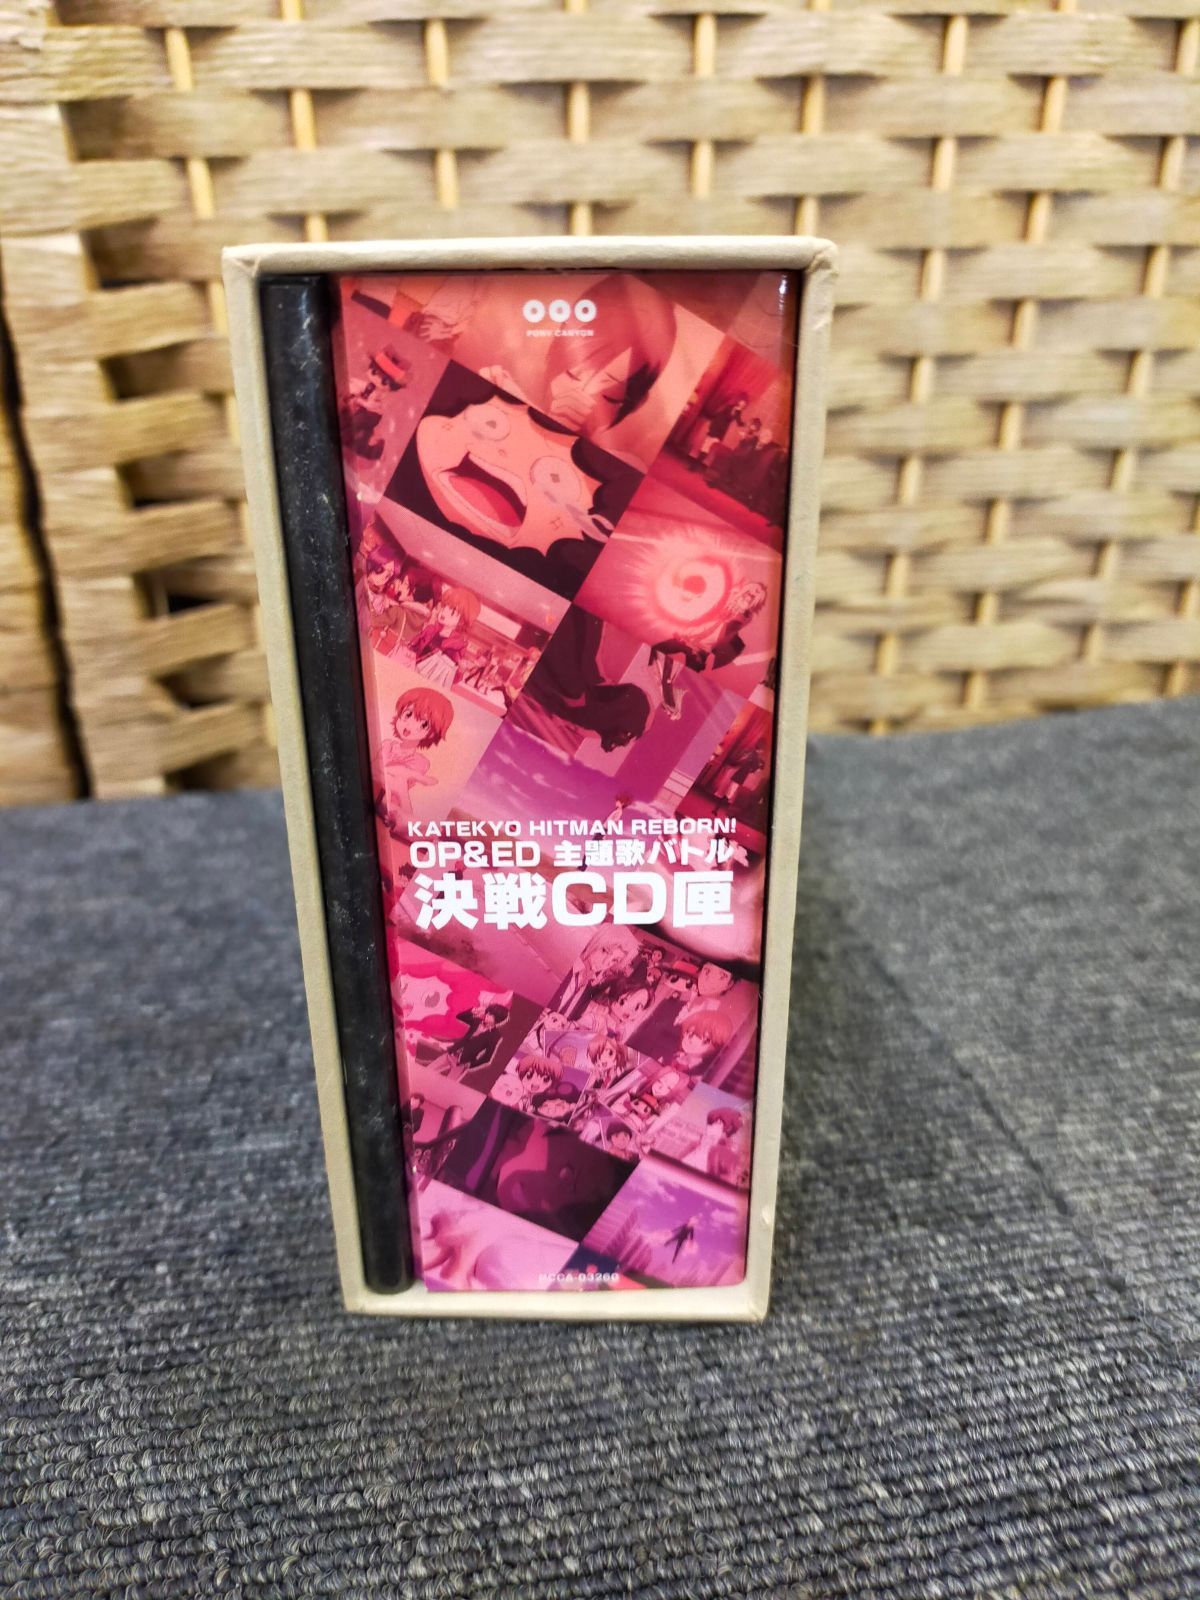 PONY CANYON
KATEKYO HITMAN REBORN!
OP&ED 主題歌バトル
決戦CD匣
PCCA-03260